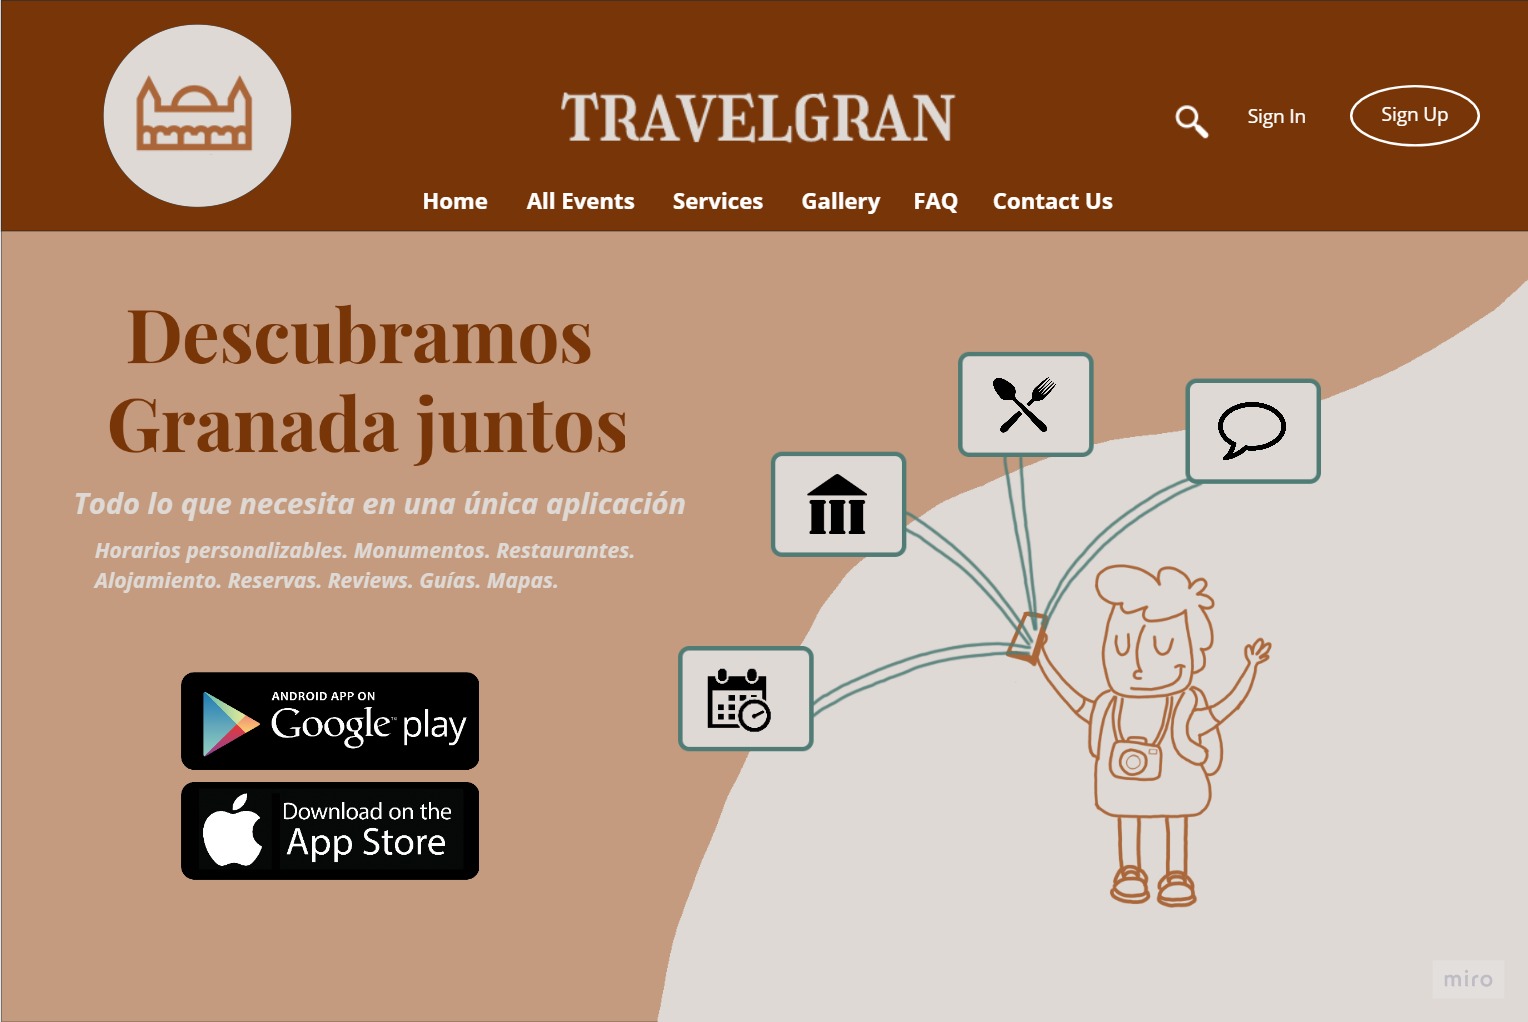 TRAVELGRAN
Sign In
Sign Up
Home All Events Services Gallery FAQ Contact Us
Descubramos
Granada juntos
Todo lo que necesita en una única aplicación
Horarios personalizables. Monumentos. Restaurantes.
Alojamiento. Reservas. Reviews. Guías. Mapas.
ANDROID APP ON
Google™ play
Download on the
App Store
miro